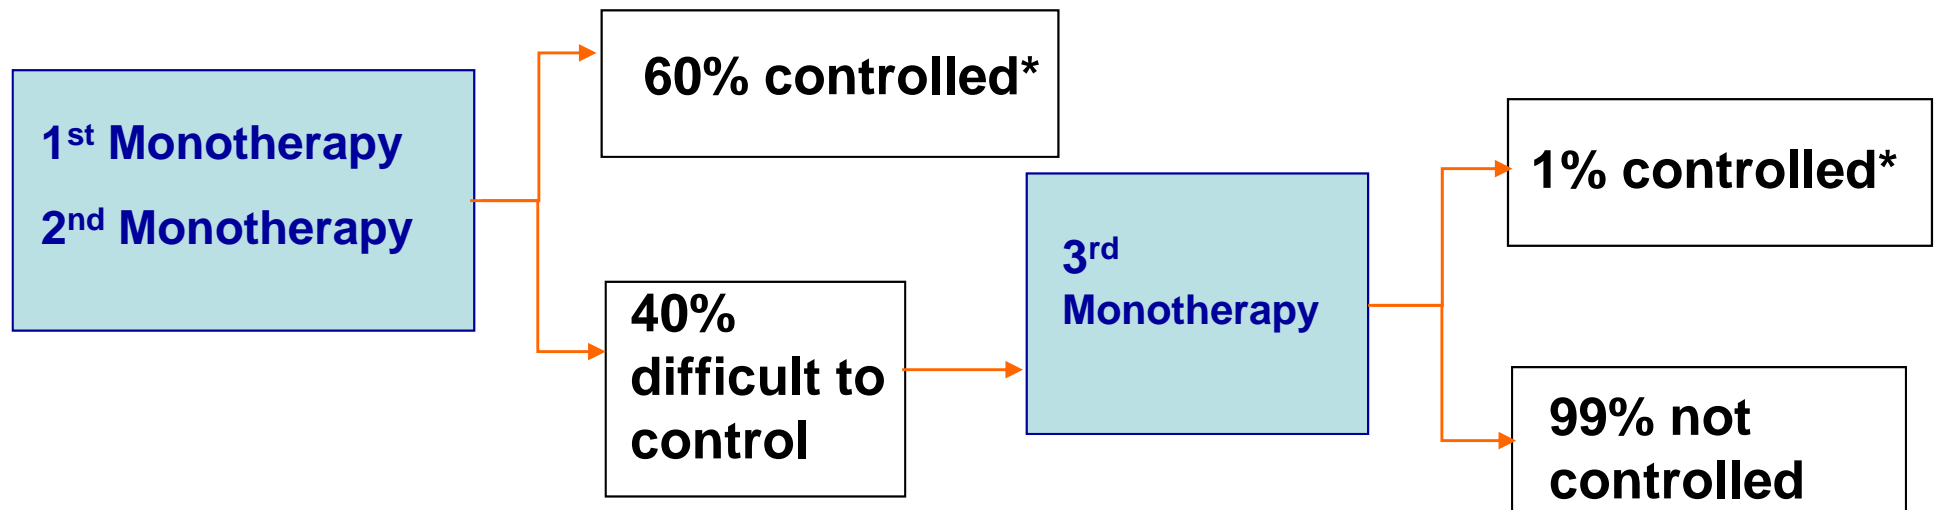 1st Monotherapy
2nd Monotherapy
60% controlled*
40%
difficult to
control
3rd
Monotherapy
1% controlled*
99% not
controlled